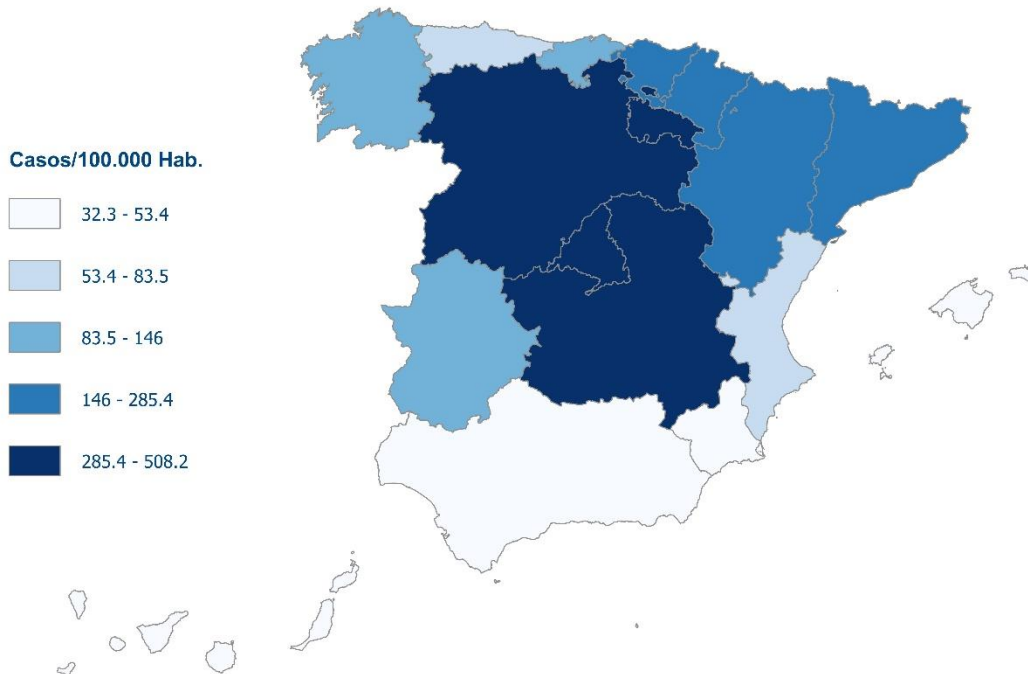 Casos/100.000 Hab.
32.3 - 53.4
53.4 - 83.5
83.5 - 146
146 - 285.4
285.4 - 508.2